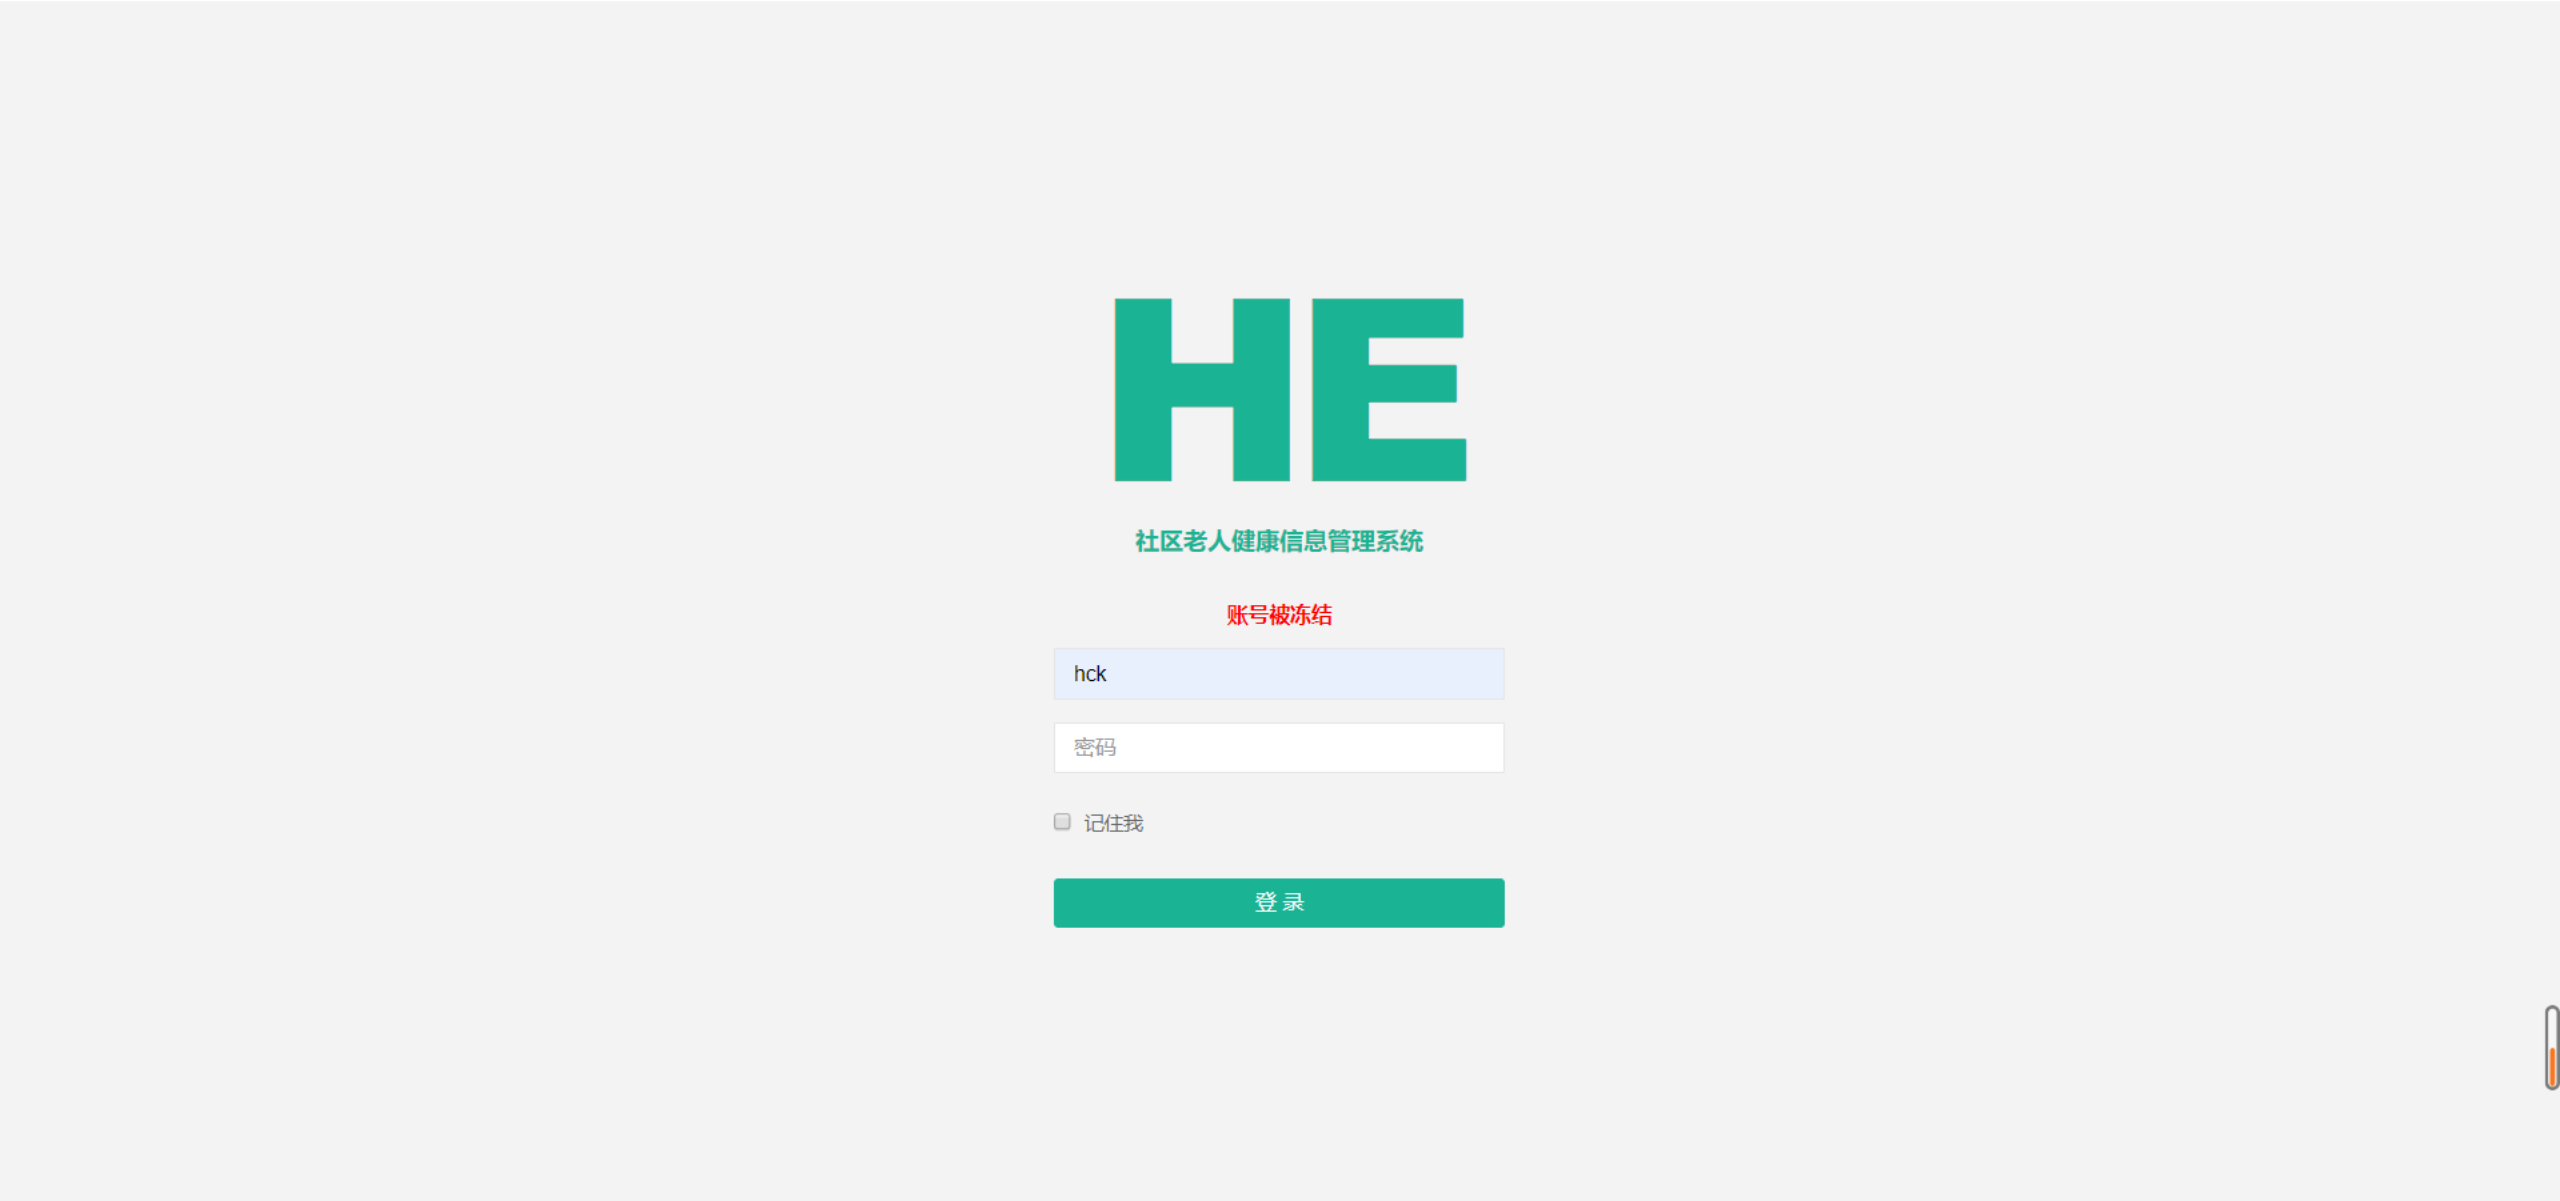 HE
社区老人健康信息管理系统
账号被冻结
hck
密码
记住我
登 录